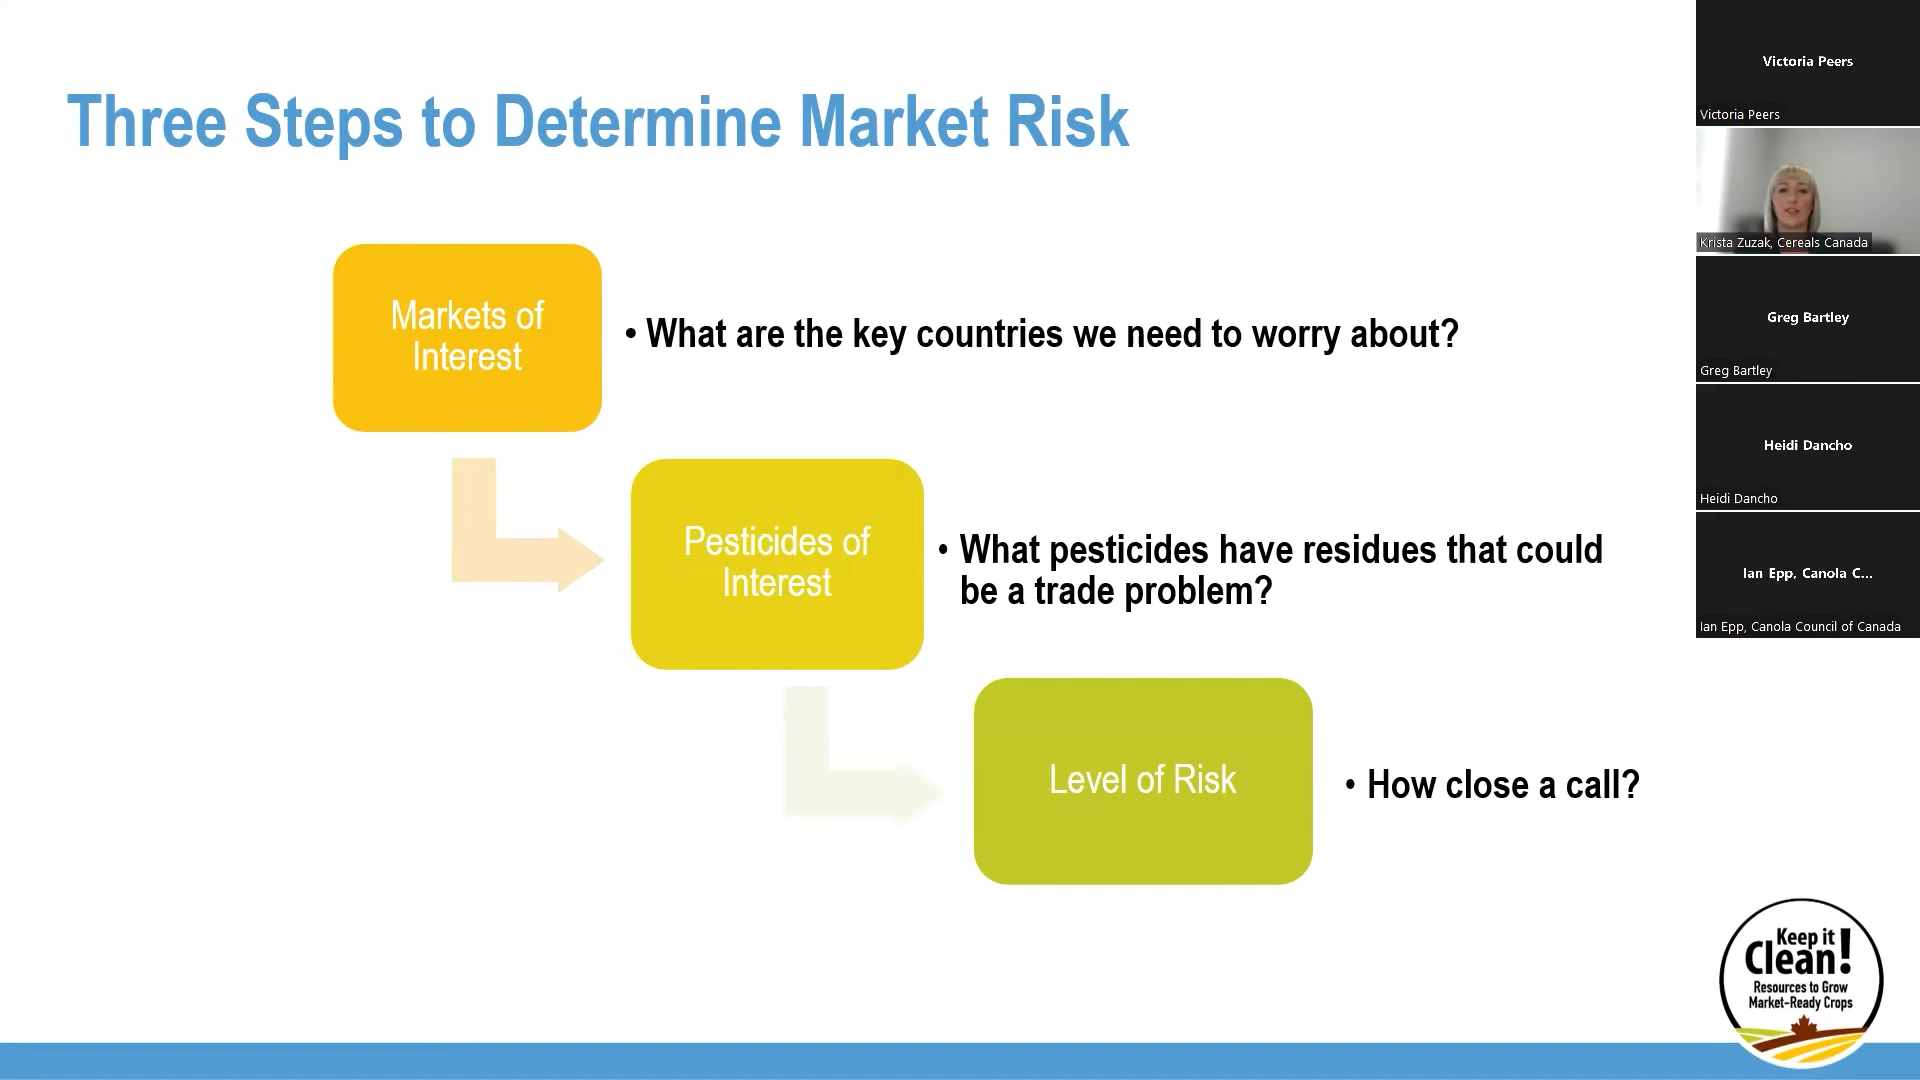 Three Steps to Determine Market Risk
Markets of
Interest
• What are the key countries we need to worry about?
Pesticides of
Interest
• What pesticides have residues that could
be a trade problem?
Level of Risk
• How close a call?
Victoria Peers
Victoria Peers
Krista Zuzak, Cereals Canada
Greg Bartley
Greg Bartley
Heidi Dancho
Heidi Dancho
Ian Epp, Canola C...
Ian Epp, Canola Council of Canada
Keep it
Clean!
Resources to Grow
Market-Ready Crops